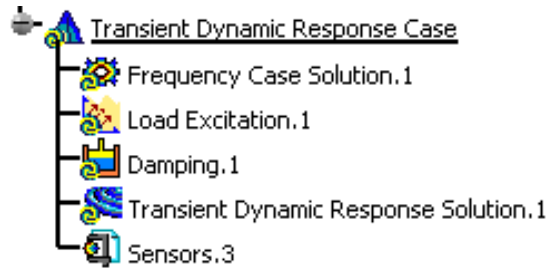 Transient Dynamic Response Case
Frequency Case Solution.1
Load Excitation.1
Damping.1
Transient Dynamic Response Solution.1
Sensors.3